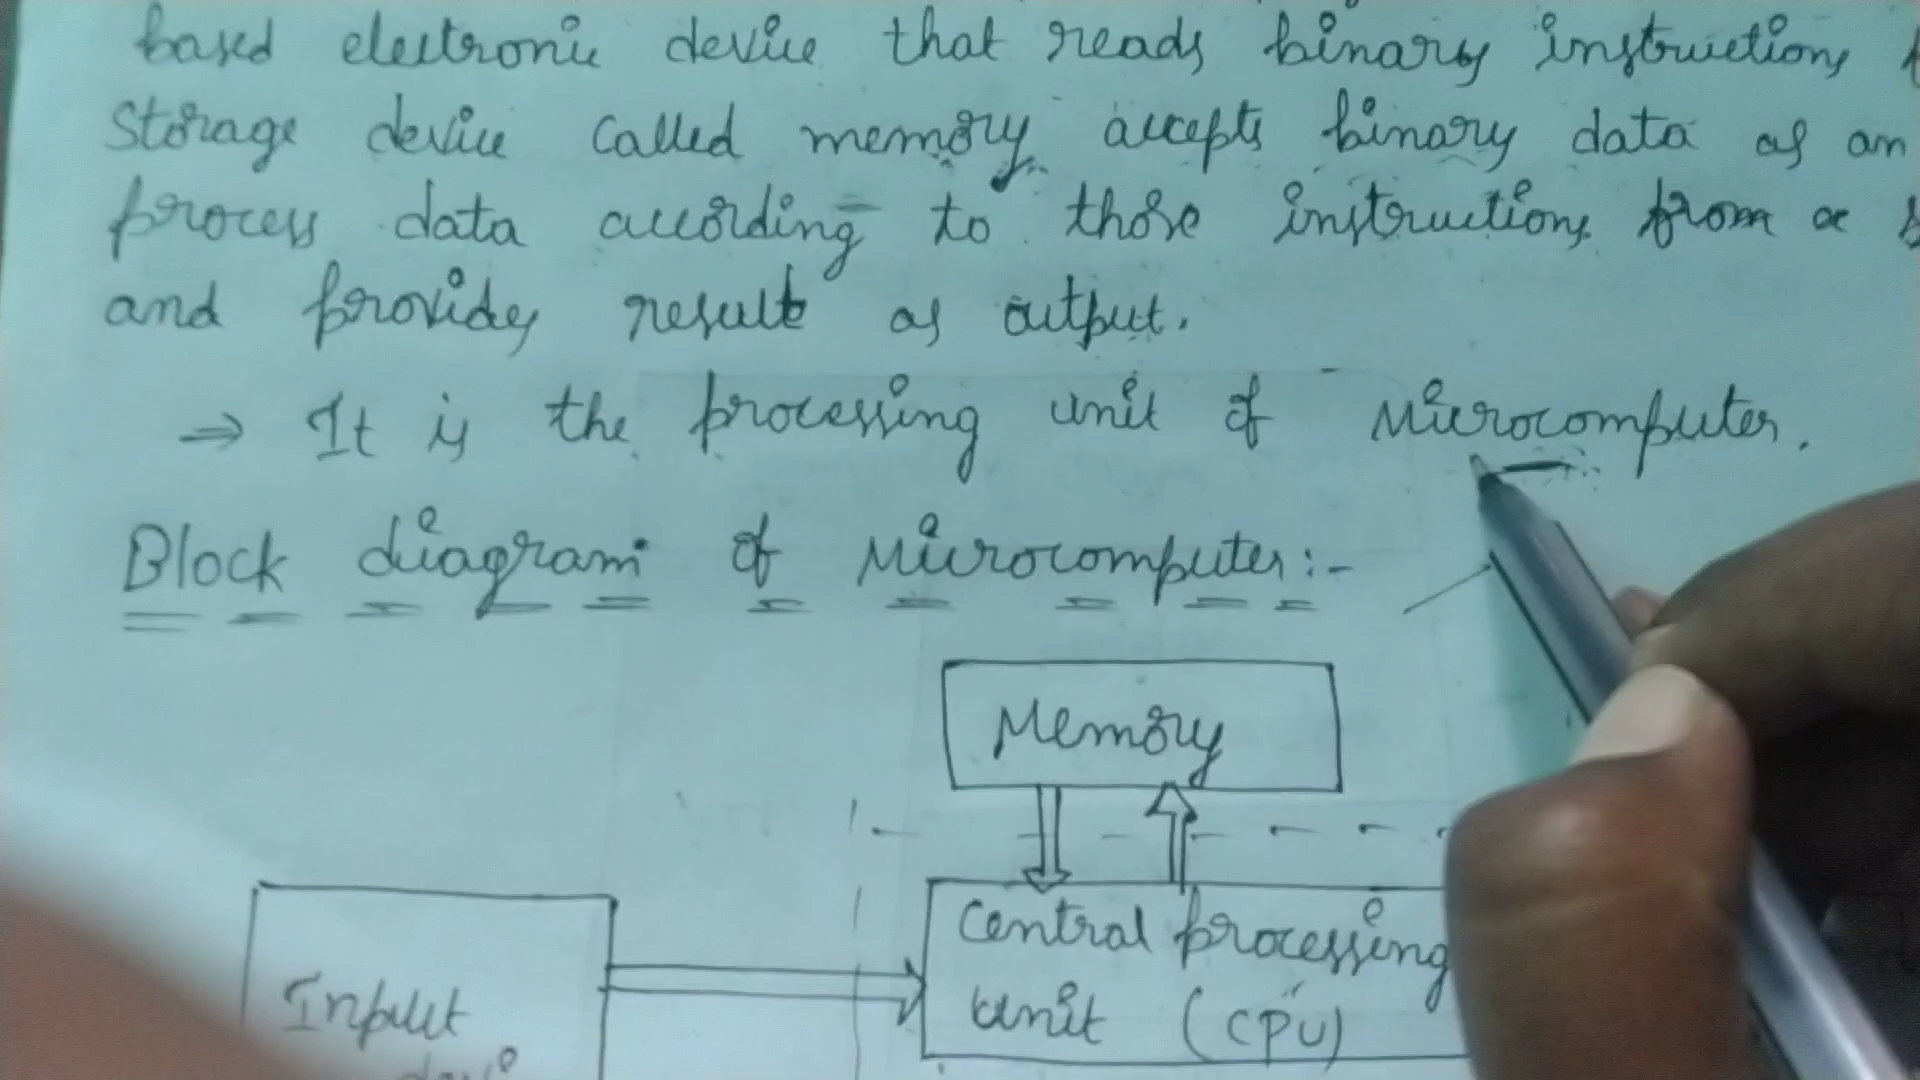 based electronic device that reads binary instructions
Storage device called memory accepts binary data as an
process data according to those instructions from a
and provides result as output.
⇒ It is the processing unit of Microcomputer.
Block diagram of Microcomputer:-
Memory
Central processing
unit (CPU)
Input